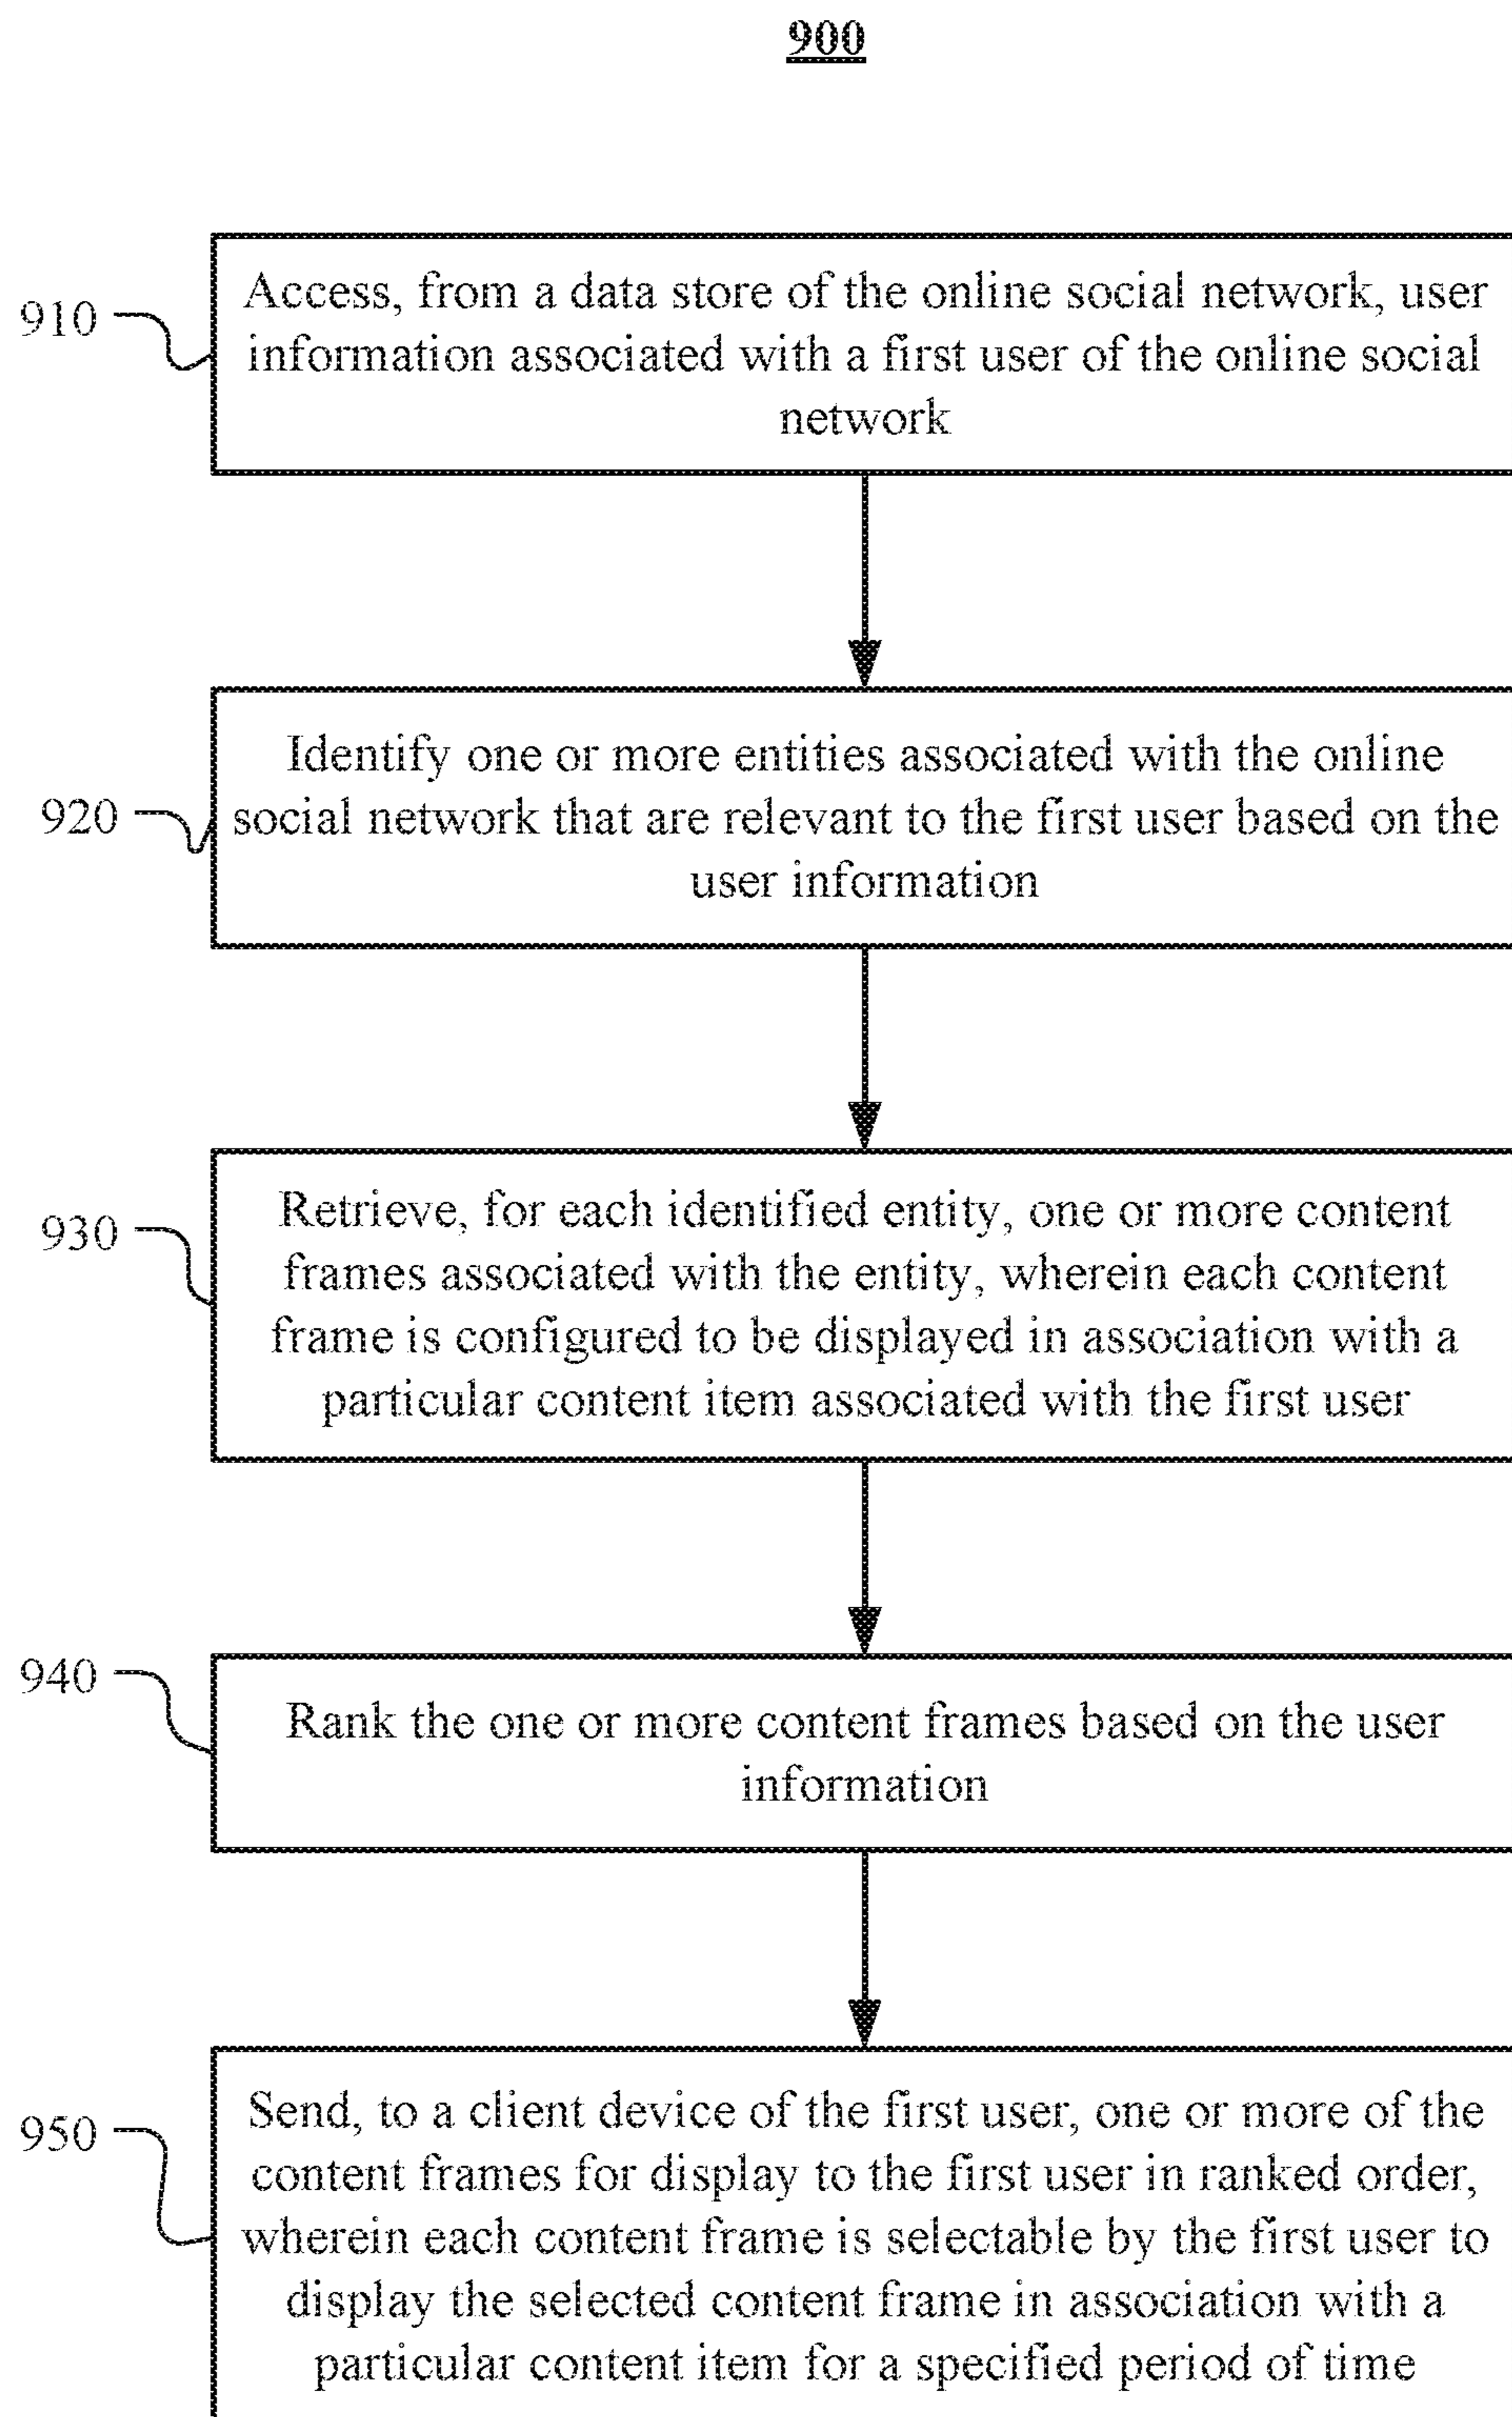 900
910
Access, from a data store of the online social network, user
information associated with a first user of the online social
network
920
Identify one or more entities associated with the online
social network that are relevant to the first user based on the
user information
930
Retrieve, for each identified entity, one or more content
frames associated with the entity, wherein each content
frame is configured to be displayed in association with a
particular content item associated with the first user
940
Rank the one or more content frames based on the user
information
950
Send, to a client device of the first user, one or more of the
content frames for display to the first user in ranked order,
wherein each content frame is selectable by the first user to
display the selected content frame in association with a
particular content item for a specified period of time